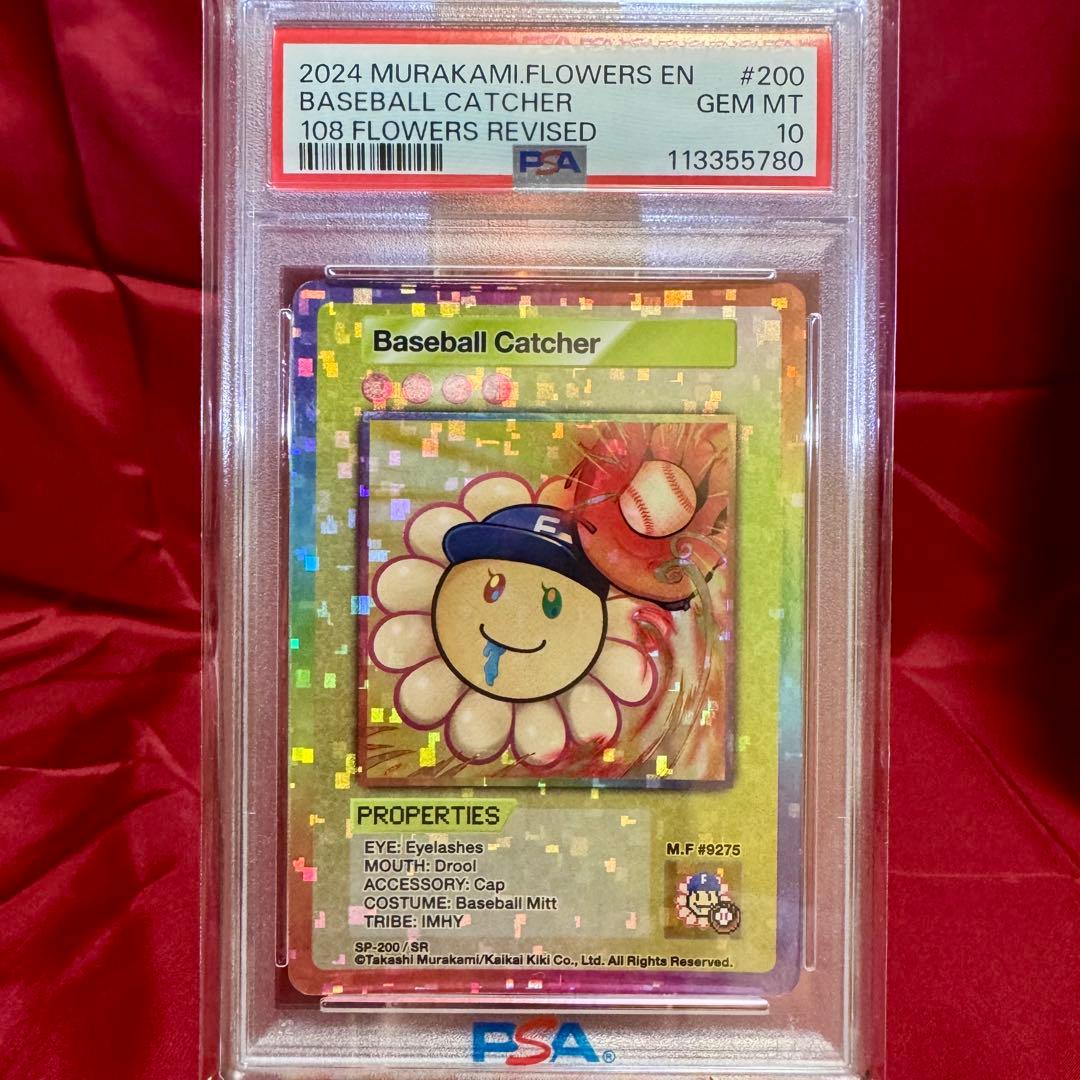 2024 MURAKAMI.FLOWERS EN #200
BASEBALL CATCHER GEM MT
108 FLOWERS REVISED 10
PSA 113355780
Baseball Catcher
F
PROPERTIES
EYE: Eyelashes
MOUTH: Drool
ACCESSORY: Cap
COSTUME: Baseball Mitt
TRIBE: IMHY
M.F #9275
F
SP-200 / SR
©Takashi Murakami/Kaikai Kiki Co., Ltd. All Rights Reserved.
PSA®